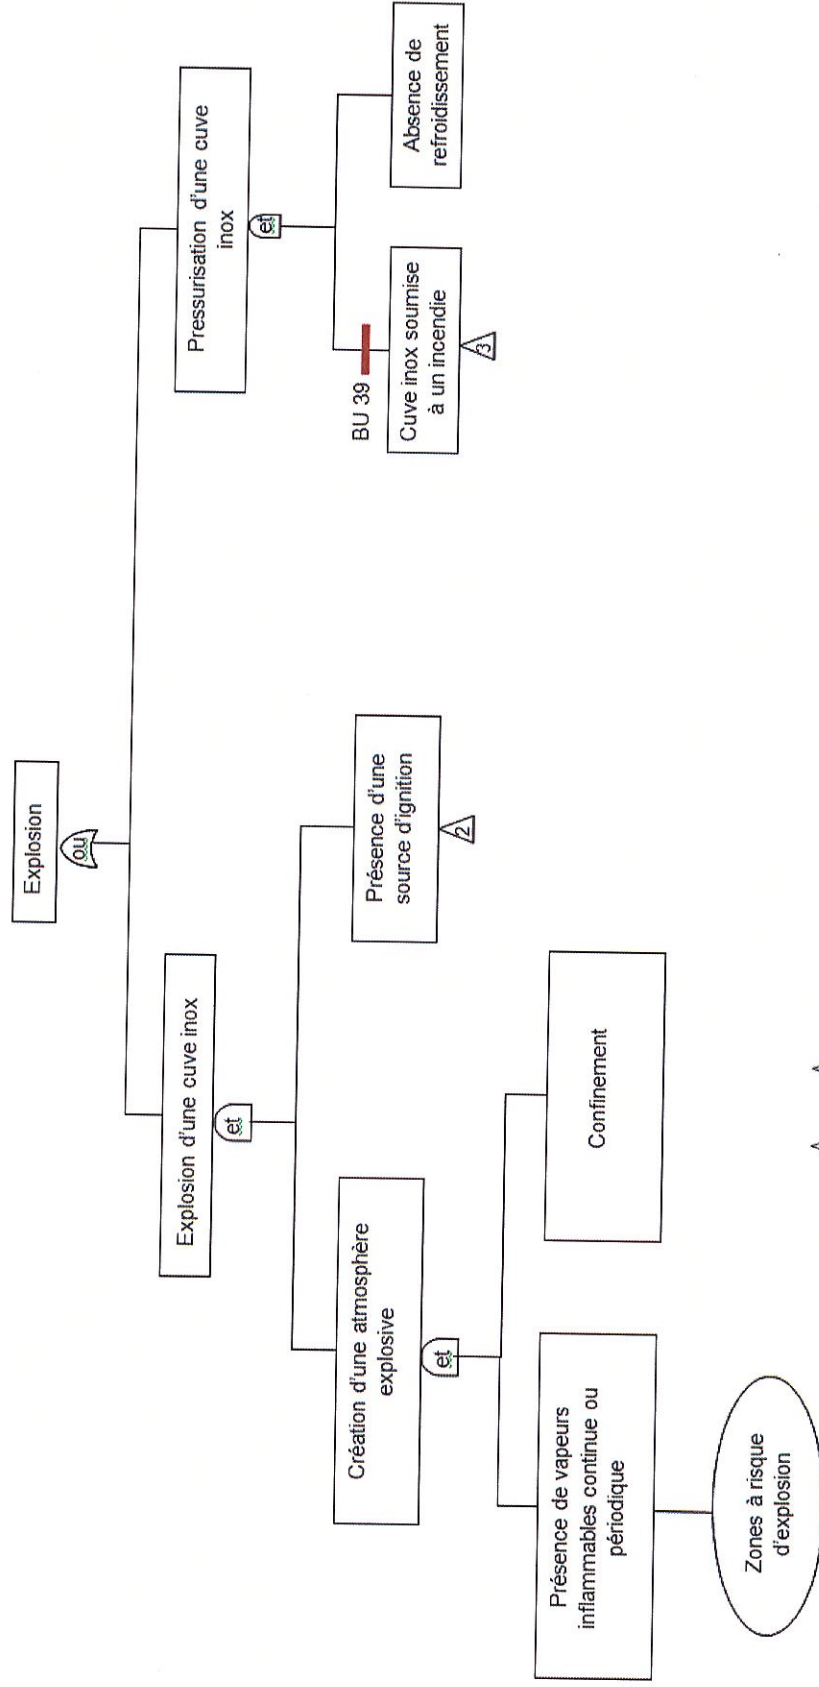 Explosion
ou
Explosion d'une cuve inox
et
Création d'une atmosphère
explosive
et
Présence de vapeurs
inflammables continue ou
périodique
Zones à risque
d'explosion
Confinement
Présence d'une
source d'ignition
2
Pressurisation d'une cuve
inox
et
BU 39
Cuve inox soumise
à un incendie
3
Absence de
refroidissement